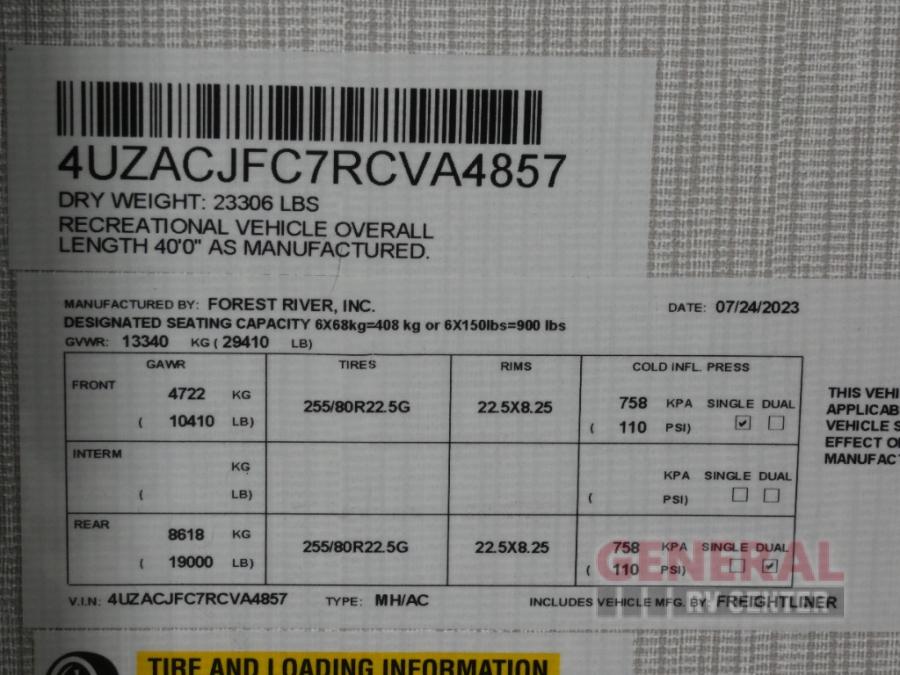 4UZACJFC7RCVA4857
DRY WEIGHT: 23306 LBS
RECREATIONAL VEHICLE OVERALL
LENGTH 40'0" AS MANUFACTURED.
MANUFACTURED BY: FOREST RIVER, INC. DATE: 07/24/2023
DESIGNATED SEATING CAPACITY 6X68kg=408 kg or 6X150lbs=900 lbs
GVWR: 13340 KG ( 29410 LB)
GAWR TIRES RIMS COLD INFL. PRESS
FRONT
4722 KG 255/80R22.5G 22.5X8.25 758 KPA SINGLE DUAL
( 10410 LB) ( 110 PSI)
INTERM
KG KPA SINGLE DUAL
( LB) ( PSI)
REAR
8618 KG 255/80R22.5G 22.5X8.25 758 KPA SINGLE DUAL
( 19000 LB) ( 110 PSI)
V.I.N: 4UZACJFC7RCVA4857 TYPE: MH/AC INCLUDES VEHICLE MFG. BY: FREIGHTLINER
THIS VEHI
APPLICAB
VEHICLE S
EFFECT O
MANUFACT
GENERAL
RV CENTER
TIRE AND LOADING INFORMATION